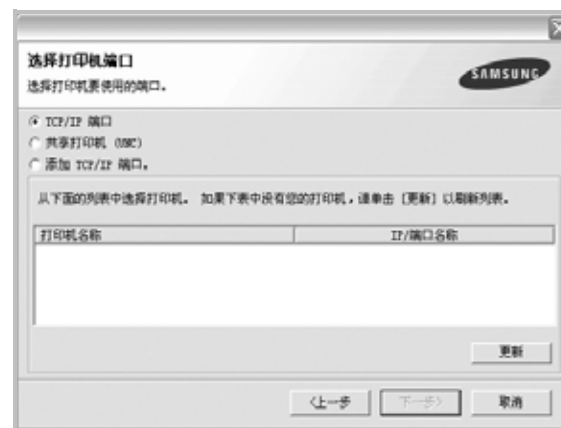 选择打印机端口
选择打印机要使用的端口。
SAMSUNG
TCP/IP 端口
共享打印机 (UNC)
添加 TCP/IP 端口。
从下面的列表中选择打印机。 如果下表中没有您的打印机，请单击 [更新] 以刷新列表。
打印机名称 IP/端口名称
更新
<上一步 下一步> 取消